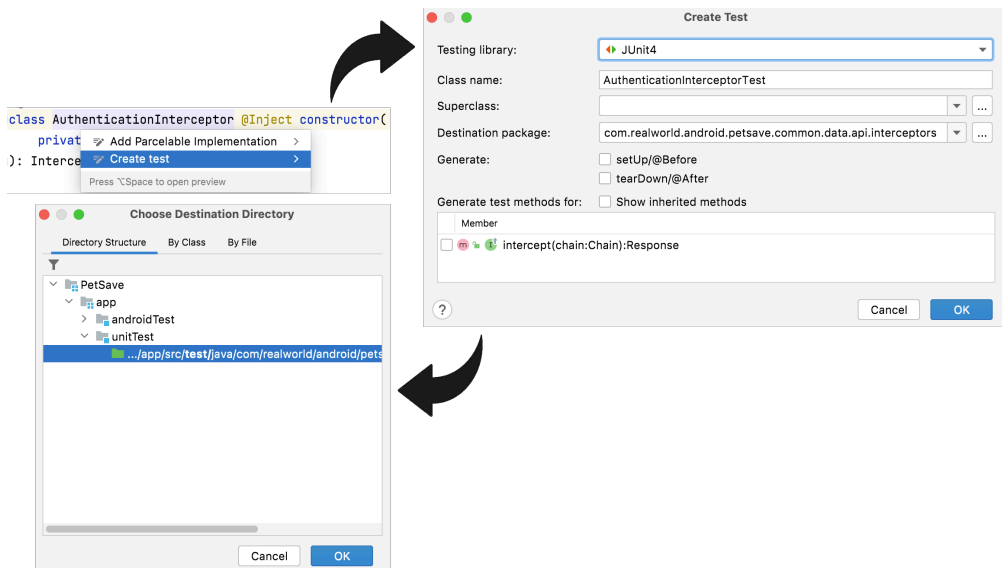 class AuthenticationInterceptor @Inject constructor(
private
): Interce
Add Parcelable Implementation
Create test
Press ⌥Space to open preview
Create Test
Testing library:
JUnit4
Class name:
AuthenticationInterceptorTest
Superclass:
...
Destination package:
com.realworld.android.petsave.common.data.api.interceptors
...
Generate:
setUp/@Before
tearDown/@After
Generate test methods for:
Show inherited methods
Member
m
I
intercept(chain:Chain):Response
?
Cancel
OK
Choose Destination Directory
Directory Structure
By Class
By File
PetSave
app
androidTest
unitTest
.../app/src/test/java/com/realworld/android/pets
Cancel
OK